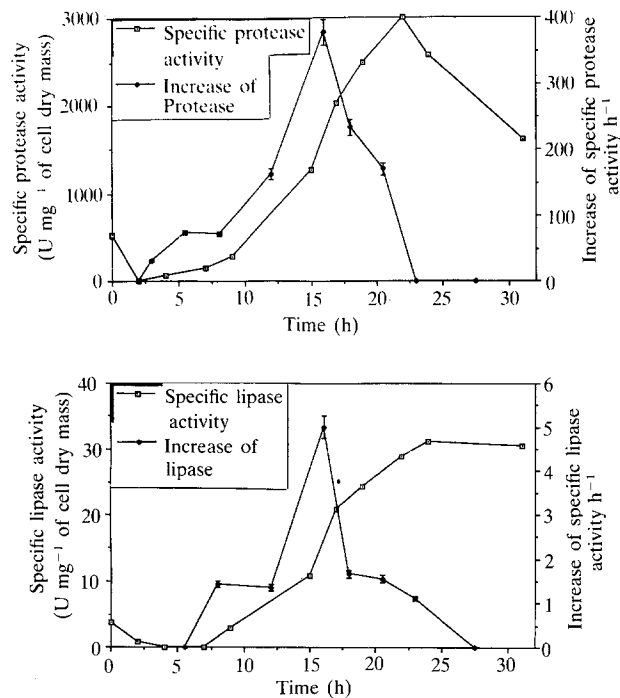 Specific protease activity (U mg⁻¹ of cell dry mass)
3000
2000
1000
0
Specific protease
activity
Increase of
Protease
400
300
200
100
0
Increase of specific protease activity h⁻¹
0 5 10 15 20 25 30
Time (h)
Specific lipase activity (U mg⁻¹ of cell dry mass)
40
30
20
10
0
Specific lipase
activity
Increase of
lipase
6
5
4
3
2
1
0
Increase of specific lipase activity h⁻¹
0 5 10 15 20 25 30
Time (h)